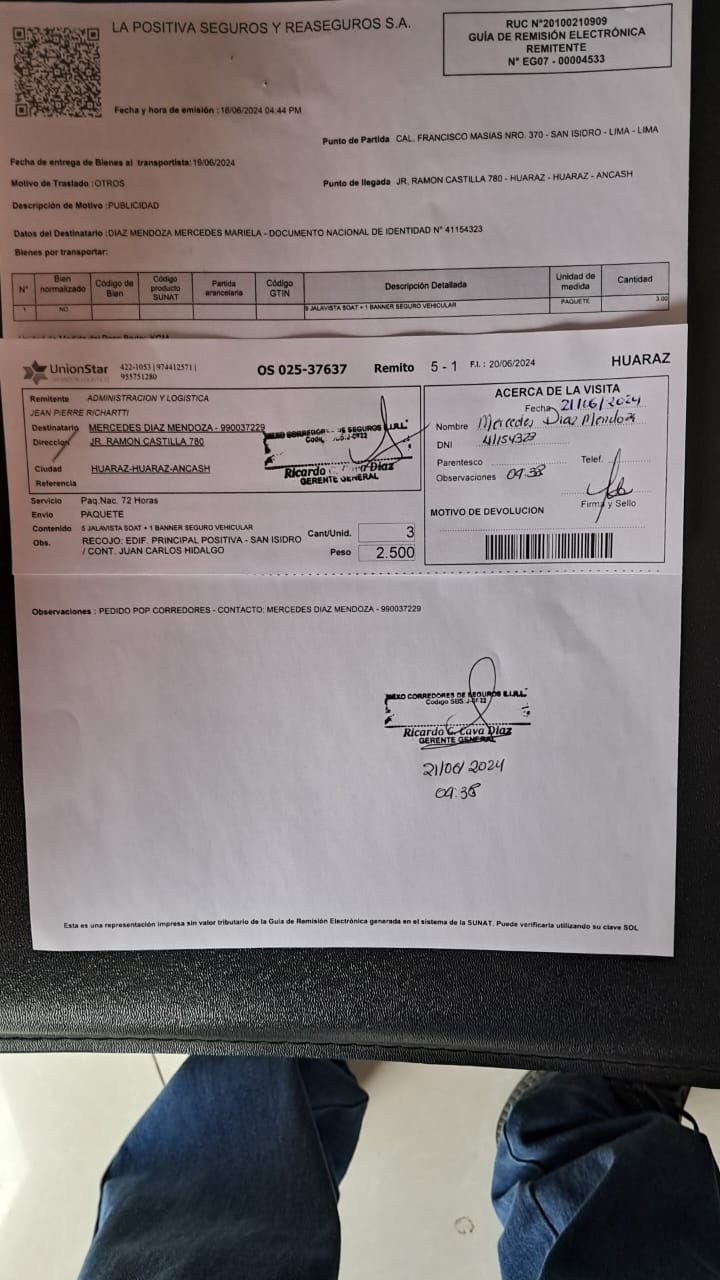 LA POSITIVA SEGUROS Y REASEGUROS S.A.
RUC N°20100210909
GUÍA DE REMISIÓN ELECTRÓNICA
REMITENTE
N° EG07 - 00004533
Fecha y hora de emisión : 18/06/2024 04:44 PM
Punto de Partida CAL. FRANCISCO MASIAS NRO. 370 - SAN ISIDRO - LIMA - LIMA
Fecha de entrega de Bienes al transportista: 19/06/2024
Motivo de Traslado : OTROS
Punto de llegada JR. RAMON CASTILLA 780 - HUARAZ - HUARAZ - ANCASH
Descripción de Motivo : PUBLICIDAD
Datos del Destinatario : DIAZ MENDOZA MERCEDES MARIELA - DOCUMENTO NACIONAL DE IDENTIDAD N° 41154323
Bienes por transportar:
N° Bien normalizado Código de Bien Código producto SUNAT Partida arancelaria Código GTIN Descripción Detallada Unidad de medida Cantidad
1 NO 5 JALAVISTA SOAT + 1 BANNER SEGURO VEHICULAR PAQUETE 3.00
UnionStar 422-1053 | 974412571 | 955751280 OS 025-37637 Remito 5 - 1 F.I. : 20/06/2024 HUARAZ
Remitente ADMINISTRACION Y LOGISTICA
JEAN PIERRE RICHARTTI
Destinatario MERCEDES DIAZ MENDOZA - 990037229
Dirección JR. RAMON CASTILLA 780
Ciudad HUARAZ-HUARAZ-ANCASH
Referencia
CORREDORES DE SEGUROS E.I.R.L.
Ricardo Cava Diaz
GERENTE GENERAL
Servicio Paq.Nac. 72 Horas
Envio PAQUETE
Contenido 5 JALAVISTA SOAT + 1 BANNER SEGURO VEHICULAR
Obs. RECOJO: EDIF. PRINCIPAL POSITIVA - SAN ISIDRO
/ CONT. JUAN CARLOS HIDALGO
Cant/Unid. 3
Peso 2.500
ACERCA DE LA VISITA
Fecha 21/06/2024
Nombre Mercedes Diaz Mendoza
DNI 41154323
Parentesco Telef.
Observaciones 09:38
Firma y Sello
MOTIVO DE DEVOLUCION
Observaciones : PEDIDO POP CORREDORES - CONTACTO: MERCEDES DIAZ MENDOZA - 990037229
CORREDORES DE SEGUROS E.I.R.L.
Ricardo C. Cava Diaz
GERENTE GENERAL
21/06/2024
09:38
Esta es una representación impresa sin valor tributario de la Guía de Remisión Electrónica generada en el sistema de la SUNAT. Puede verificarla utilizando su clave SOL